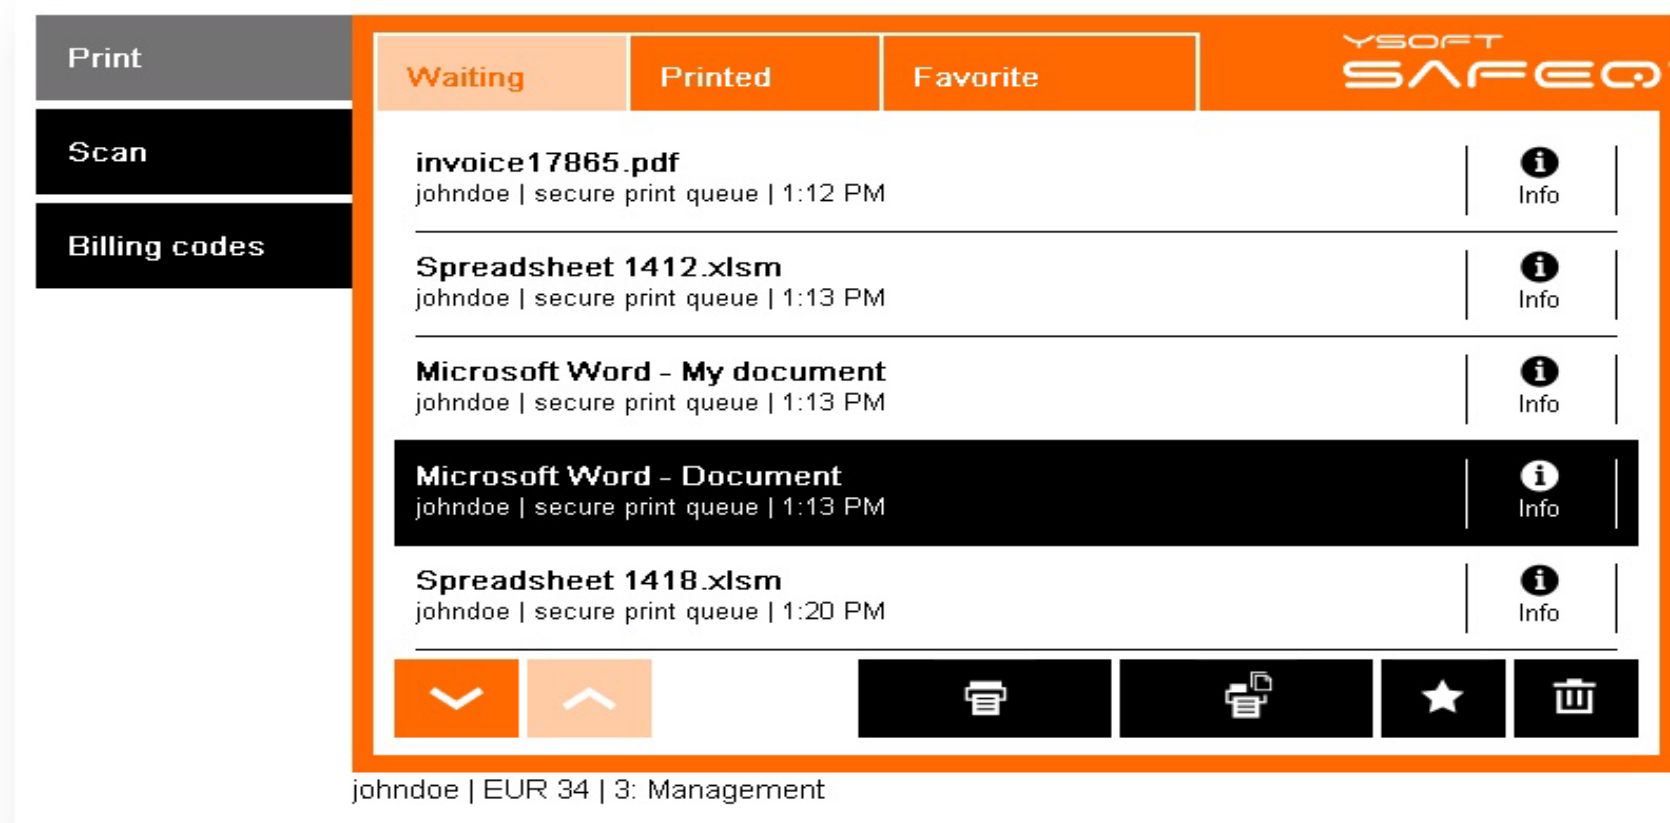 Print
Scan
Billing codes
Waiting
Printed
Favorite
YSOFT
SAFEQ
invoice17865.pdf
johndoe | secure print queue | 1:12 PM
Info
Spreadsheet 1412.xlsm
johndoe | secure print queue | 1:13 PM
Info
Microsoft Word - My document
johndoe | secure print queue | 1:13 PM
Info
Microsoft Word - Document
johndoe | secure print queue | 1:13 PM
Info
Spreadsheet 1418.xlsm
johndoe | secure print queue | 1:20 PM
Info
johndoe | EUR 34 | 3: Management